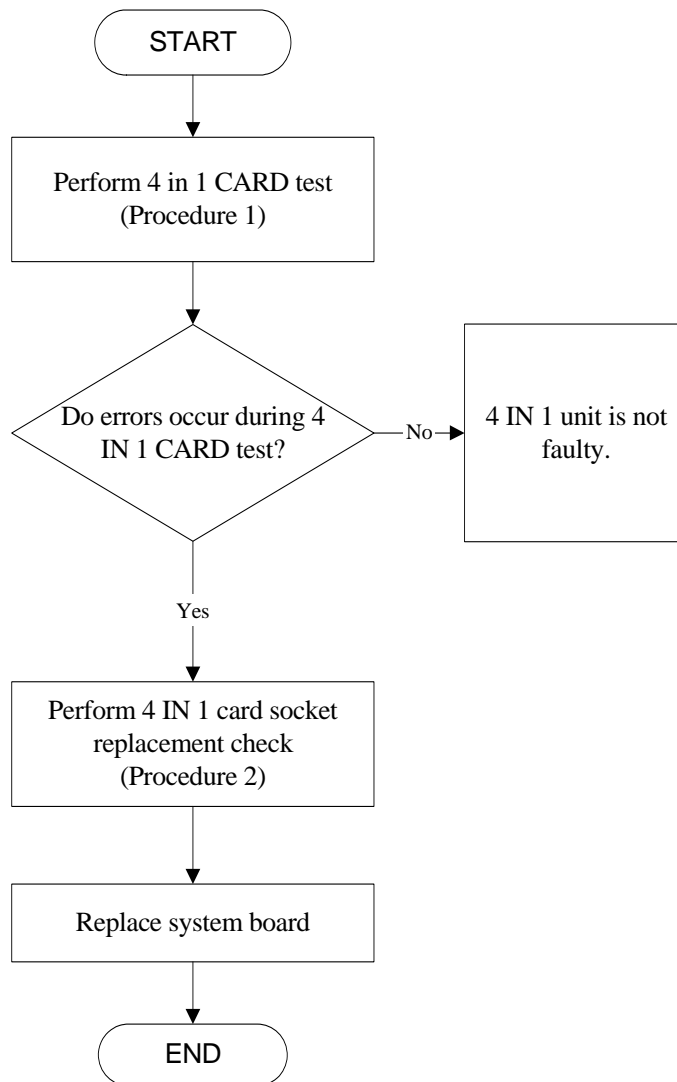 START
Perform 4 in 1 CARD test
(Procedure 1)
Do errors occur during 4
IN 1 CARD test?
No
4 IN 1 unit is not
faulty.
Yes
Perform 4 IN 1 card socket
replacement check
(Procedure 2)
Replace system board
END